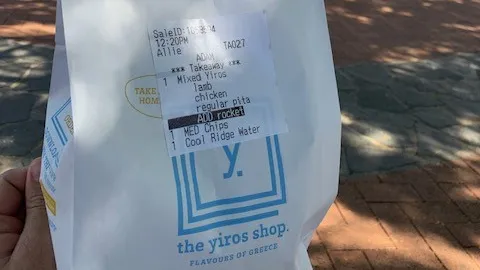 12:20PM TA027
Allie
*** Takeaway ***
1 Mixed Yiros
lamb
chicken
regular pita
ADD rocket
1 MED Chips
1 Cool Ridge Water
TAKE
HOME
y.
the yiros shop.
FLAVOURS OF GREECE